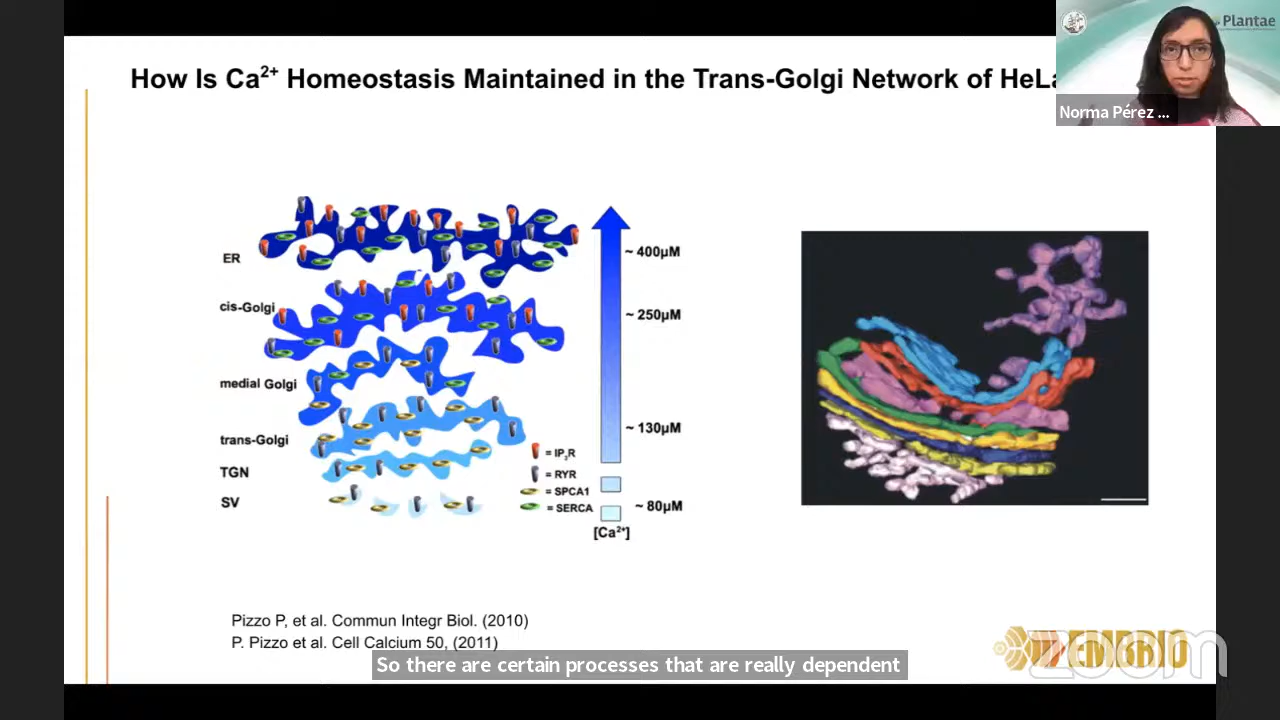 How Is Ca2+ Homeostasis Maintained in the Trans-Golgi Network of HeLa
Plantae
Norma Pérez ...
ER
cis-Golgi
medial Golgi
trans-Golgi
TGN
SV
= IP3R
= RYR
= SPCA1
= SERCA
~ 400µM
~ 250µM
~ 130µM
~ 80µM
[Ca2+]
Pizzo P, et al. Commun Integr Biol. (2010)
P. Pizzo et al. Cell Calcium 50, (2011)
EMBRIO
zoom
So there are certain processes that are really dependent